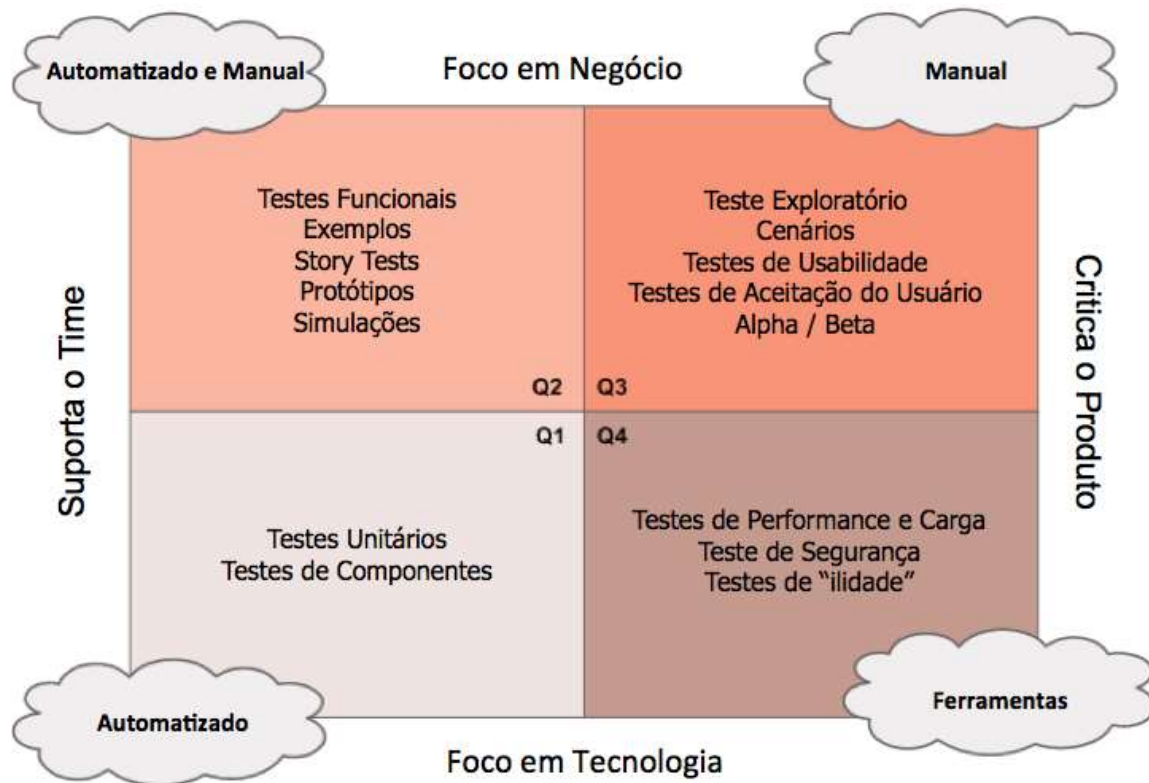 Automatizado e Manual
Foco em Negócio
Manual
Suporta o Time
Testes Funcionais
Exemplos
Story Tests
Protótipos
Simulações
Q2
Teste Exploratório
Cenários
Testes de Usabilidade
Testes de Aceitação do Usuário
Alpha / Beta
Q3
Critica o Produto
Q1
Testes Unitários
Testes de Componentes
Q4
Testes de Performance e Carga
Teste de Segurança
Testes de “ilidade”
Automatizado
Foco em Tecnologia
Ferramentas